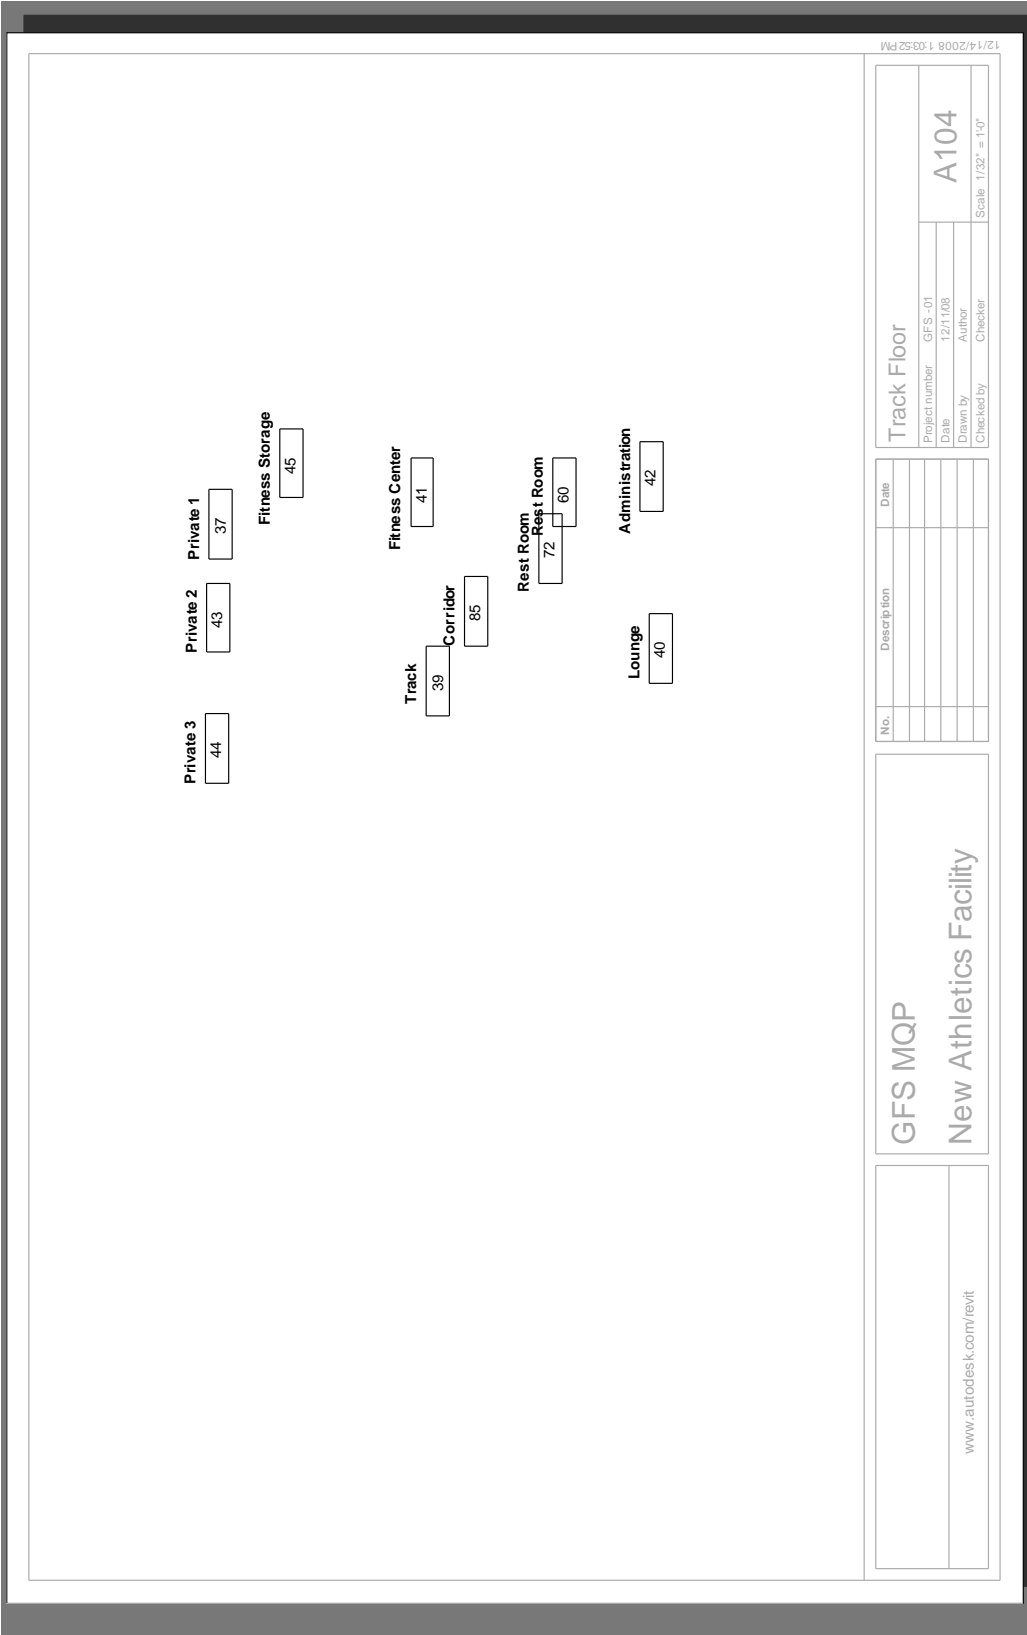 12/14/2008 1:03:52 PM
Private 1
37
Private 2
43
Private 3
44
Fitness Storage
45
Fitness Center
41
Track
39
Corridor
85
Rest Room
72
Rest Room
60
Administration
42
Lounge
40
www.autodesk.com/revit
GFS MQP
New Athletics Facility
No. Description Date
Track Floor
Project number GFS -01
Date 12/11/08
Drawn by Author
Checked by Checker
A104
Scale 1/32" = 1'-0"